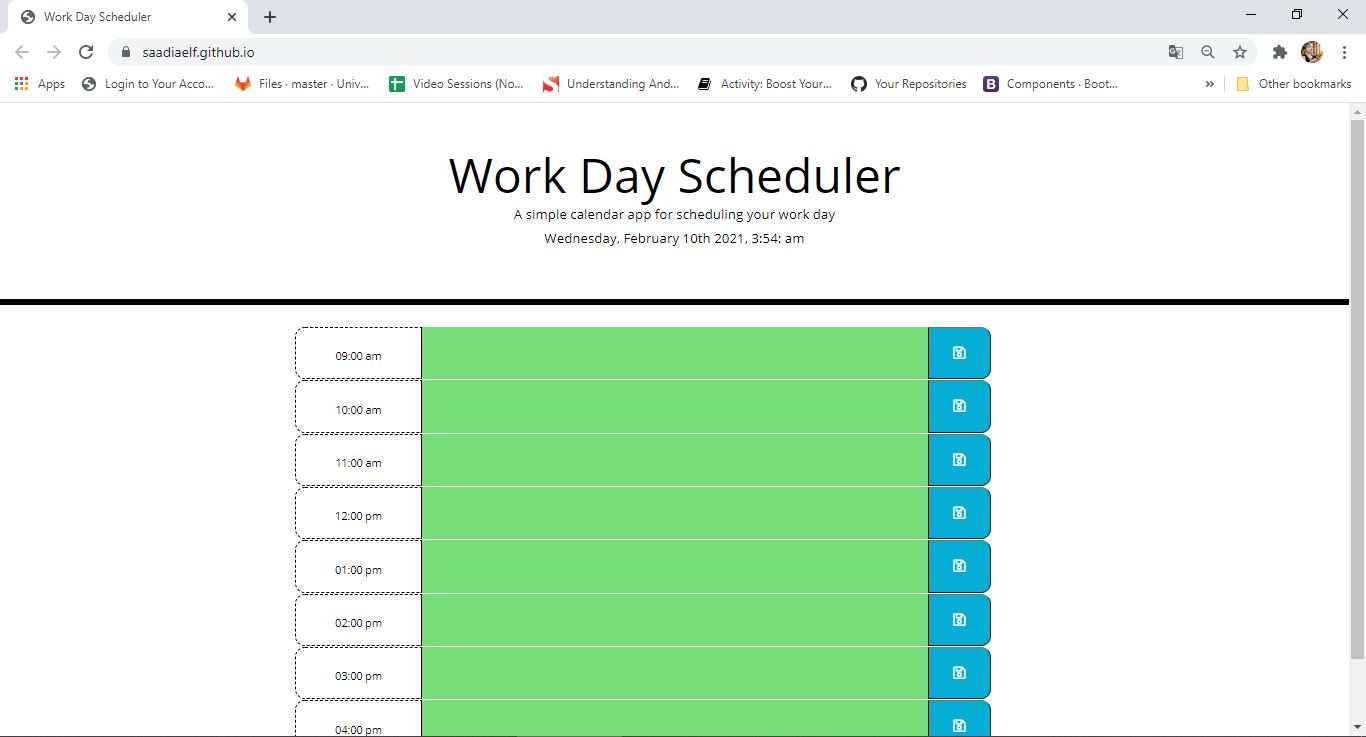 Work Day Scheduler
saadiaelf.github.io
Apps Login to Your Acco... Files · master · Univ... Video Sessions (No... Understanding And... Activity: Boost Your... Your Repositories Components · Boot... » Other bookmarks
Work Day Scheduler
A simple calendar app for scheduling your work day
Wednesday, February 10th 2021, 3:54: am
09:00 am
10:00 am
11:00 am
12:00 pm
01:00 pm
02:00 pm
03:00 pm
04:00 pm